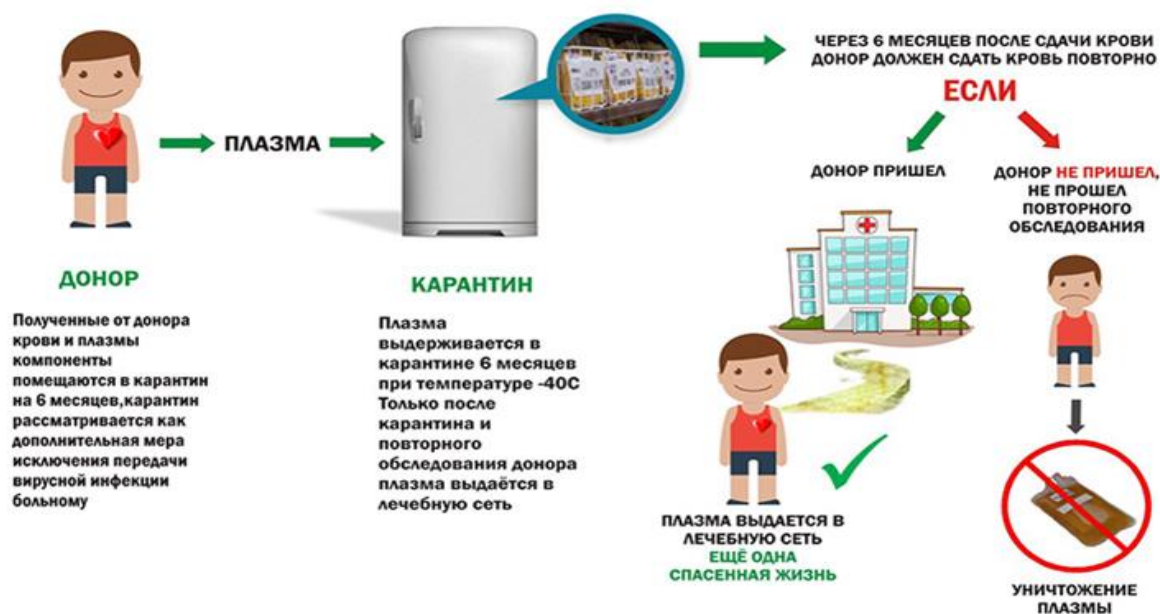 ПЛАЗМА
ДОНОР
Полученные от донора
крови и плазмы
компоненты
помещаются в карантин
на 6 месяцев,карантин
рассматривается как
дополнительная мера
исключения передачи
вирусной инфекции
больному
КАРАНТИН
Плазма
выдерживается в
карантине 6 месяцев
при температуре -40С
Только после
карантина и
повторного
обследования донора
плазма выдаётся в
лечебную сеть
ЧЕРЕЗ 6 МЕСЯЦЕВ ПОСЛЕ СДАЧИ КРОВИ
ДОНОР ДОЛЖЕН СДАТЬ КРОВЬ ПОВТОРНО
ЕСЛИ
ДОНОР ПРИШЕЛ
ПЛАЗМА ВЫДАЕТСЯ В
ЛЕЧЕБНУЮ СЕТЬ
ЕЩЁ ОДНА
СПАСЕННАЯ ЖИЗНЬ
ДОНОР НЕ ПРИШЕЛ,
НЕ ПРОШЕЛ
ПОВТОРНОГО
ОБСЛЕДОВАНИЯ
УНИЧТОЖЕНИЕ
ПЛАЗМЫ